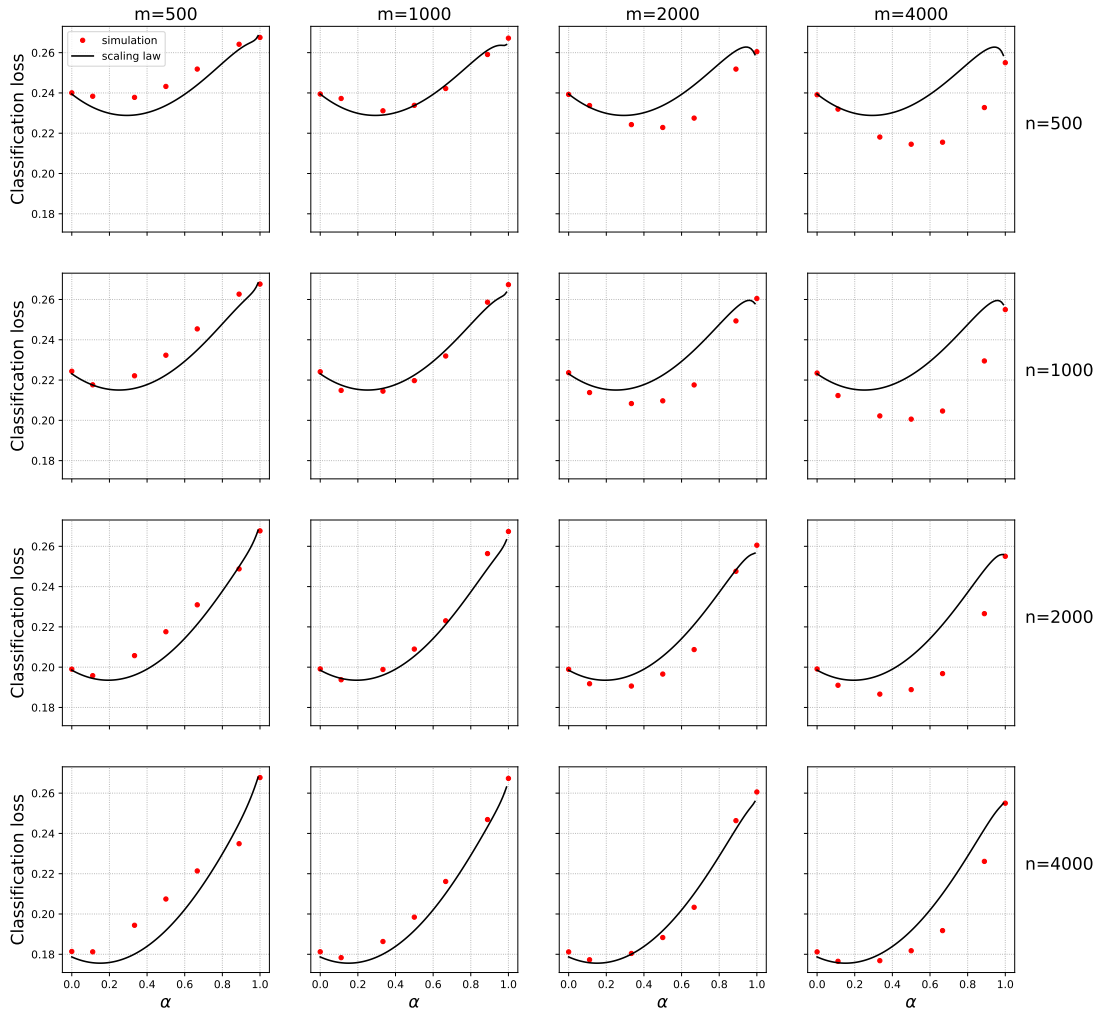 m=500 m=1000 m=2000 m=4000
simulation
scaling law
Classification loss
0.26
0.24
0.22
0.20
0.18
n=500
Classification loss
0.26
0.24
0.22
0.20
0.18
n=1000
Classification loss
0.26
0.24
0.22
0.20
0.18
n=2000
Classification loss
0.26
0.24
0.22
0.20
0.18
n=4000
0.0 0.2 0.4 0.6 0.8 1.0 0.0 0.2 0.4 0.6 0.8 1.0 0.0 0.2 0.4 0.6 0.8 1.0 0.0 0.2 0.4 0.6 0.8 1.0
α α α α